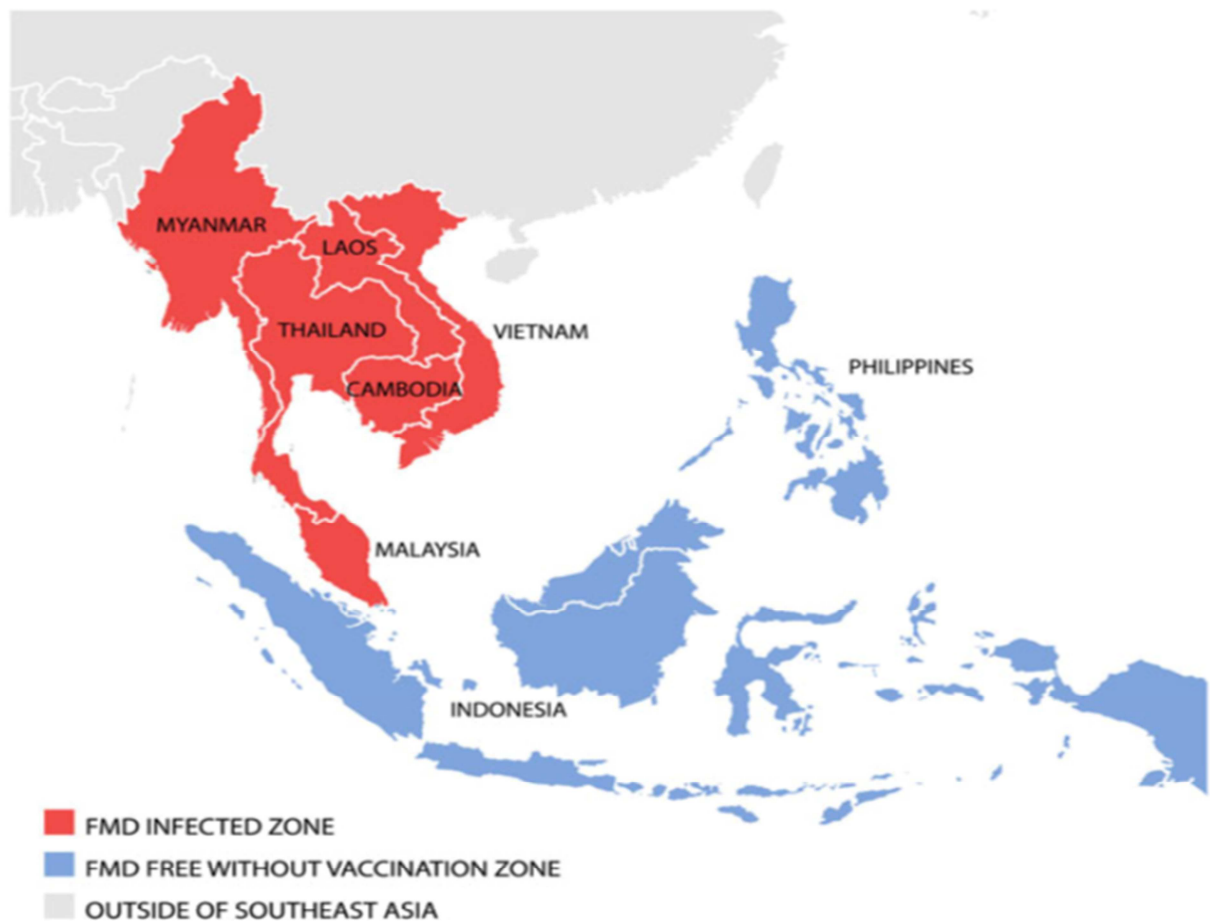 MYANMAR
LAOS
THAILAND
VIETNAM
PHILIPPINES
CAMBODIA
MALAYSIA
INDONESIA
FMD INFECTED ZONE
FMD FREE WITHOUT VACCINATION ZONE
OUTSIDE OF SOUTHEAST ASIA